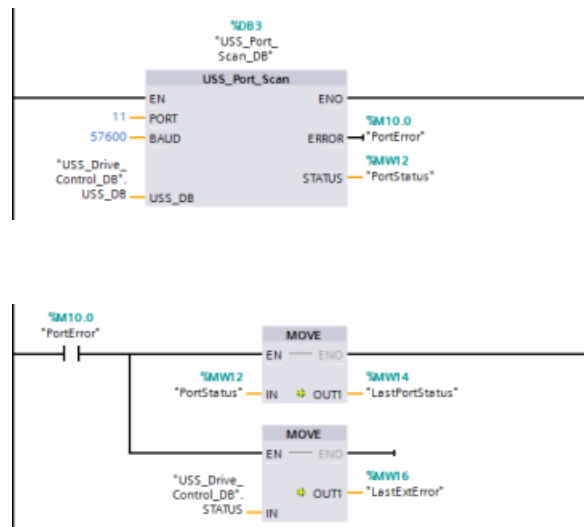 %DB3
"USS_Port_
Scan_DB"
USS_Port_Scan
EN ENO
11 PORT
%M10.0
57600 BAUD ERROR "PortError"
"USS_Drive_
Control_DB".
%MW12
STATUS "PortStatus"
USS_DB USS_DB
%M10.0
"PortError"
MOVE
EN ENO
%MW12 %MW14
"PortStatus" IN OUT1 "LastPortStatus"
MOVE
EN ENO
"USS_Drive_
Control_DB".
%MW16
OUT1 "LastExtError"
STATUS IN